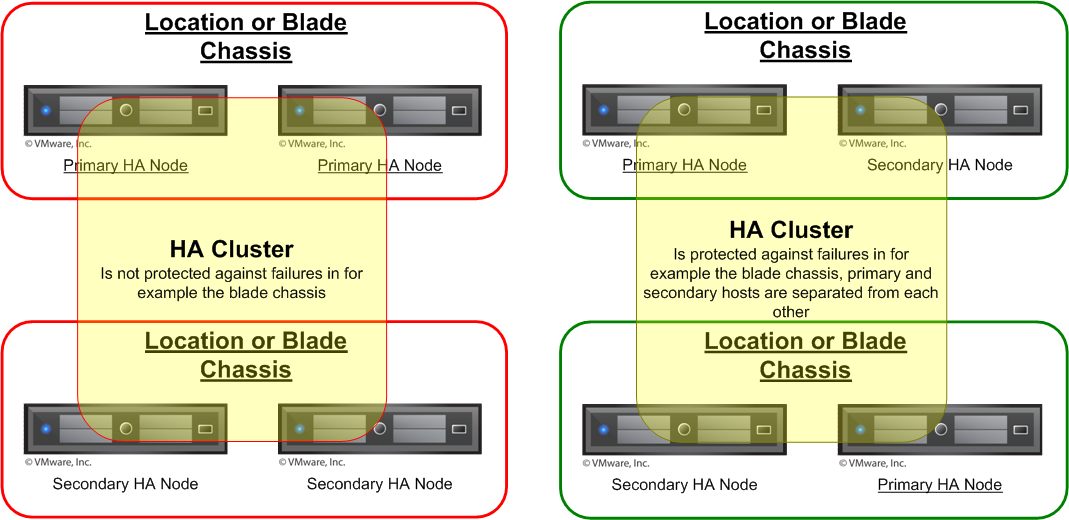 Location or Blade
Chassis
© VMware, Inc.
© VMware, Inc.
Primary HA Node
Primary HA Node
HA Cluster
Is not protected against failures in for
example the blade chassis
Location or Blade
Chassis
© VMware, Inc.
© VMware, Inc.
Secondary HA Node
Secondary HA Node
Location or Blade
Chassis
© VMware, Inc.
© VMware, Inc.
Primary HA Node
Secondary HA Node
HA Cluster
Is protected against failures in for
example the blade chassis, primary and
secondary hosts are separated from each
other
Location or Blade
Chassis
© VMware, Inc.
© VMware, Inc.
Secondary HA Node
Primary HA Node